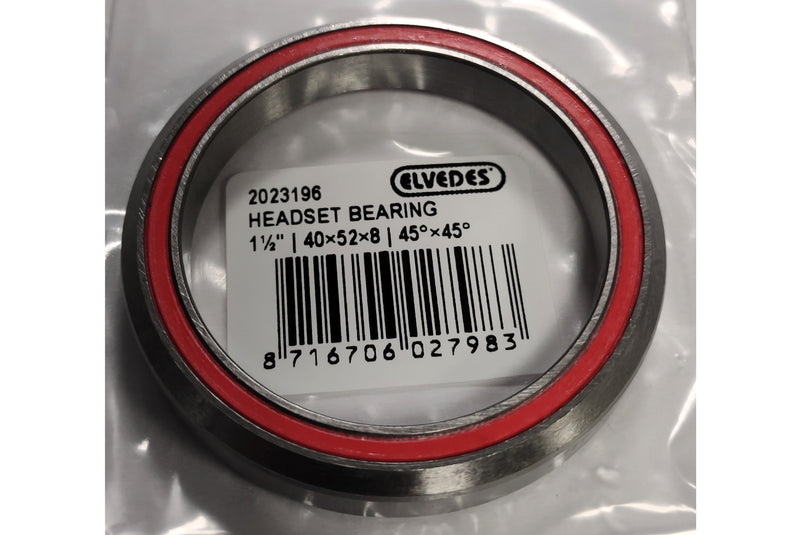 ELVEDES
2023196
HEADSET BEARING
1½" | 40×52×8 | 45°×45°
8 716706 027983